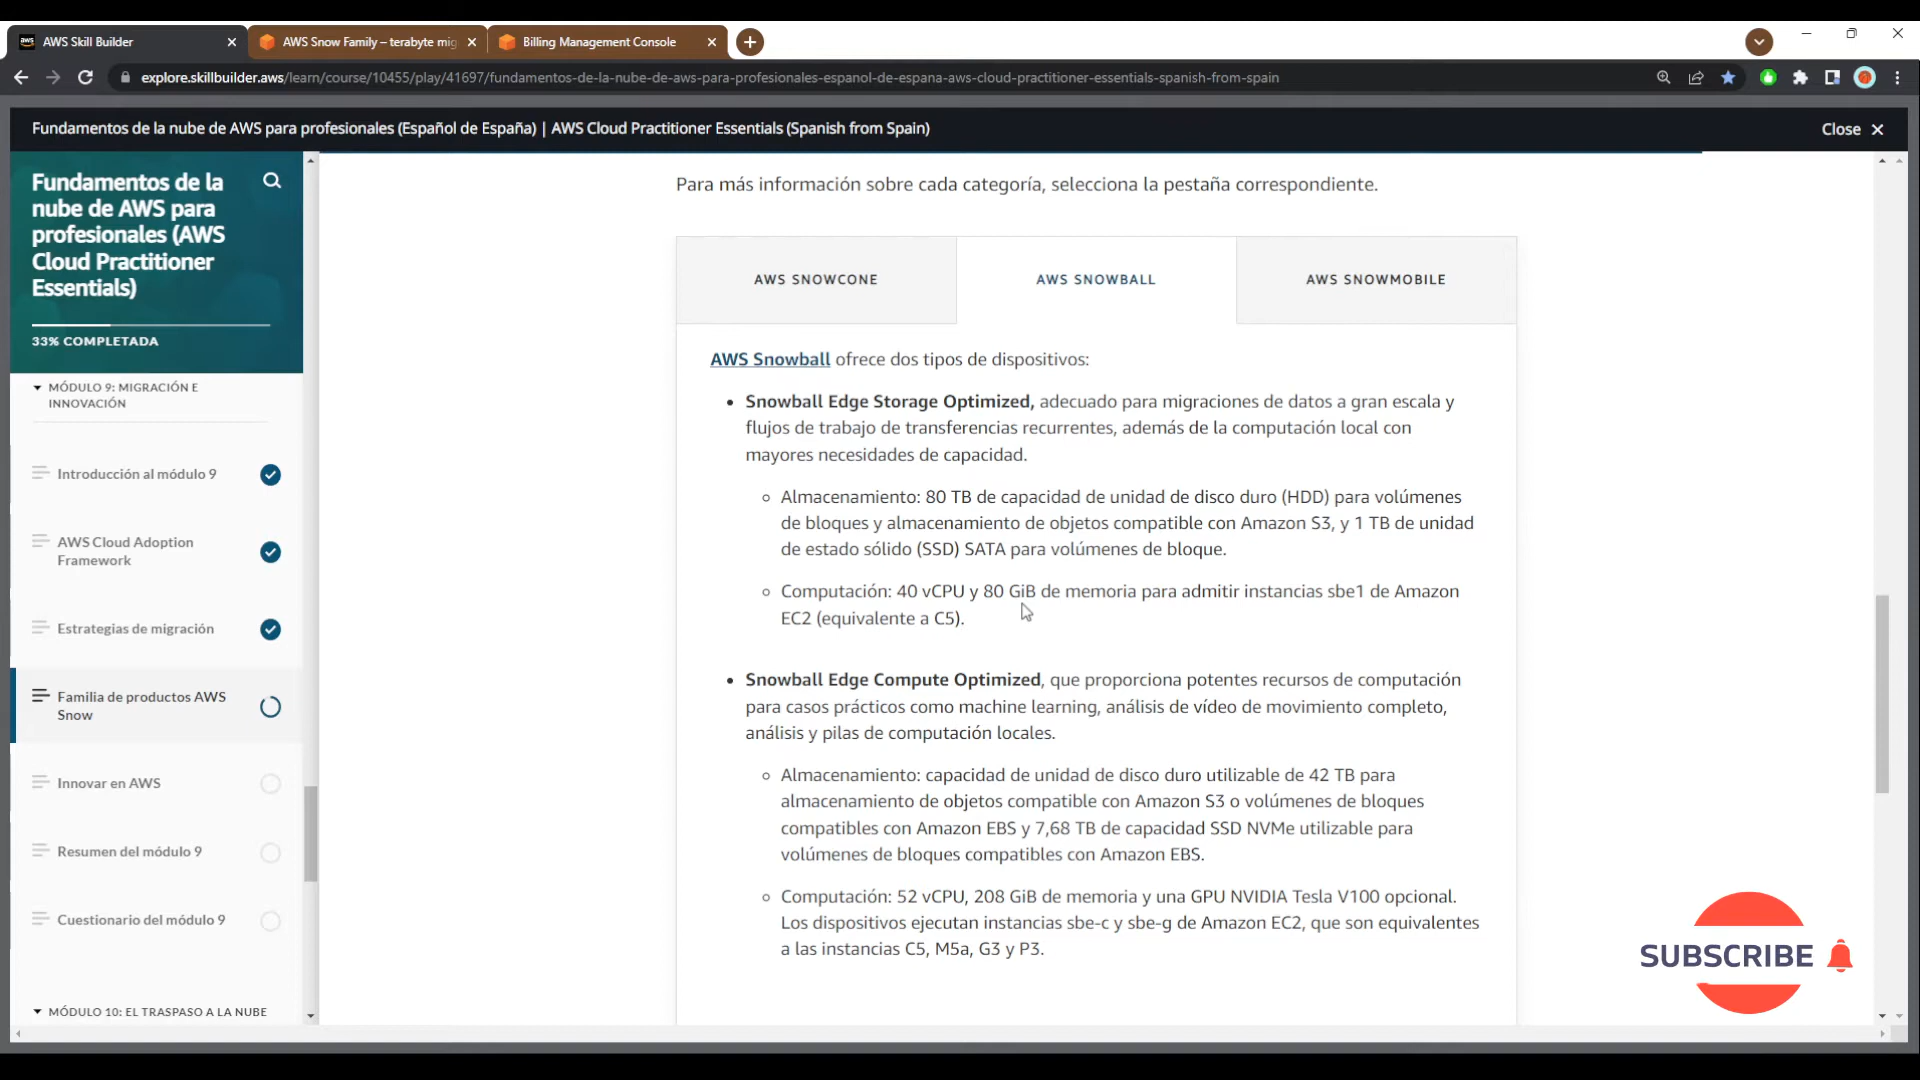 aws AWS Skill Builder
AWS Snow Family – terabyte mig
Billing Management Console
explore.skillbuilder.aws/learn/course/10455/play/41697/fundamentos-de-la-nube-de-aws-para-profesionales-espanol-de-espana-aws-cloud-practitioner-essentials-spanish-from-spain
Fundamentos de la nube de AWS para profesionales (Español de España) | AWS Cloud Practitioner Essentials (Spanish from Spain)
Close
Fundamentos de la
nube de AWS para
profesionales (AWS
Cloud Practitioner
Essentials)
33% COMPLETADA
MÓDULO 9: MIGRACIÓN E
INNOVACIÓN
Introducción al módulo 9
AWS Cloud Adoption
Framework
Estrategias de migración
Familia de productos AWS
Snow
Innovar en AWS
Resumen del módulo 9
Cuestionario del módulo 9
MÓDULO 10: EL TRASPASO A LA NUBE
Para más información sobre cada categoría, selecciona la pestaña correspondiente.
AWS SNOWCONE
AWS SNOWBALL
AWS SNOWMOBILE
AWS Snowball ofrece dos tipos de dispositivos:
• Snowball Edge Storage Optimized, adecuado para migraciones de datos a gran escala y
flujos de trabajo de transferencias recurrentes, además de la computación local con
mayores necesidades de capacidad.
Almacenamiento: 80 TB de capacidad de unidad de disco duro (HDD) para volúmenes
de bloques y almacenamiento de objetos compatible con Amazon S3, y 1 TB de unidad
de estado sólido (SSD) SATA para volúmenes de bloque.
Computación: 40 vCPU y 80 GiB de memoria para admitir instancias sbe1 de Amazon
EC2 (equivalente a C5).
• Snowball Edge Compute Optimized, que proporciona potentes recursos de computación
para casos prácticos como machine learning, análisis de vídeo de movimiento completo,
análisis y pilas de computación locales.
Almacenamiento: capacidad de unidad de disco duro utilizable de 42 TB para
almacenamiento de objetos compatible con Amazon S3 o volúmenes de bloques
compatibles con Amazon EBS y 7,68 TB de capacidad SSD NVMe utilizable para
volúmenes de bloques compatibles con Amazon EBS.
Computación: 52 vCPU, 208 GiB de memoria y una GPU NVIDIA Tesla V100 opcional.
Los dispositivos ejecutan instancias sbe-c y sbe-g de Amazon EC2, que son equivalentes
a las instancias C5, M5a, G3 y P3.
SUBSCRIBE